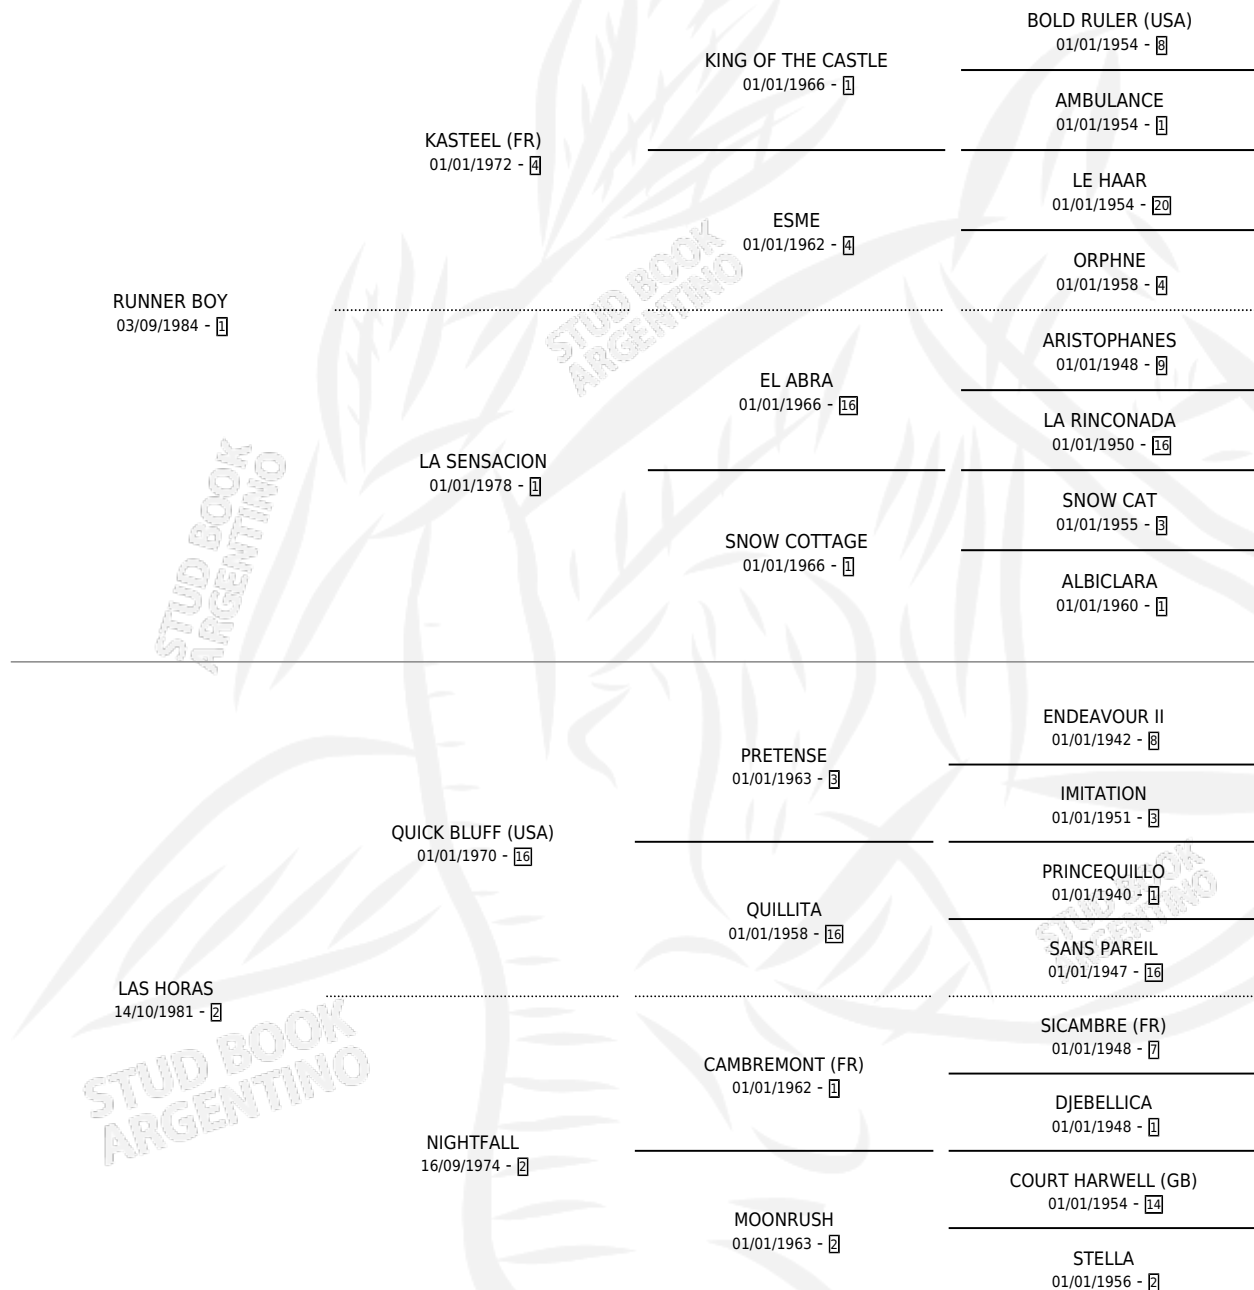 BOLD RULER (USA)
01/01/1954 - 8
KING OF THE CASTLE
01/01/1966 - 1
AMBULANCE
01/01/1954 - 1
KASTEEL (FR)
01/01/1972 - 4
LE HAAR
01/01/1954 - 20
ESME
01/01/1962 - 4
ORPHNE
01/01/1958 - 4
RUNNER BOY
03/09/1984 - 1
ARISTOPHANES
01/01/1948 - 9
EL ABRA
01/01/1966 - 16
LA RINCONADA
01/01/1950 - 16
LA SENSACION
01/01/1978 - 1
SNOW CAT
01/01/1955 - 3
SNOW COTTAGE
01/01/1966 - 1
ALBICLARA
01/01/1960 - 1
STUD BOOK
ARGENTINO
STUD BOOK
ARGENTINO
ENDEAVOUR II
01/01/1942 - 8
PRETENSE
01/01/1963 - 3
IMITATION
01/01/1951 - 3
QUICK BLUFF (USA)
01/01/1970 - 16
PRINCEQUILLO
01/01/1940 - 1
QUILLITA
01/01/1958 - 16
SANS PAREIL
01/01/1947 - 16
LAS HORAS
14/10/1981 - 2
SICAMBRE (FR)
01/01/1948 - 7
CAMBREMONT (FR)
01/01/1962 - 1
DJEBELLICA
01/01/1948 - 1
NIGHTFALL
16/09/1974 - 2
COURT HARWELL (GB)
01/01/1954 - 14
MOONRUSH
01/01/1963 - 2
STELLA
01/01/1956 - 2
STUD BOOK
ARGENTINO
STUD BOOK
ARGENTINO